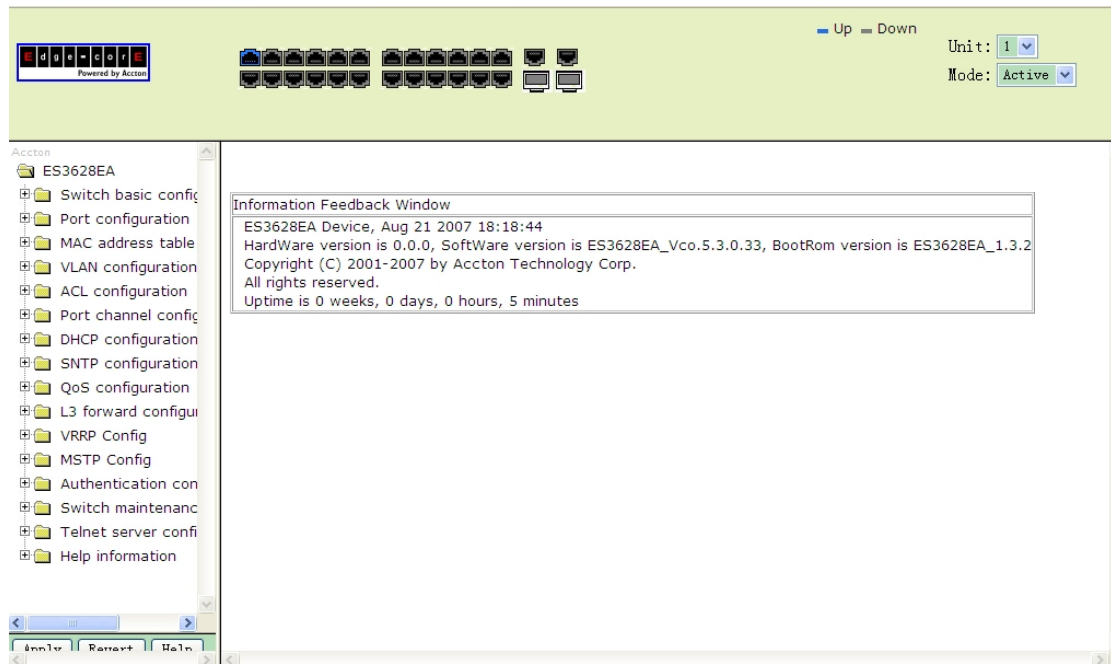 Edge-corE
Powered by Accton
Up Down
Unit: 1
Mode: Active
Accton
ES3628EA
Switch basic config
Port configuration
MAC address table
VLAN configuration
ACL configuration
Port channel config
DHCP configuration
SNTP configuration
QoS configuration
L3 forward configu
VRRP Config
MSTP Config
Authentication con
Switch maintenanc
Telnet server confi
Help information
Apply Revert Help
Information Feedback Window
ES3628EA Device, Aug 21 2007 18:18:44
HardWare version is 0.0.0, SoftWare version is ES3628EA_Vco.5.3.0.33, BootRom version is ES3628EA_1.3.2
Copyright (C) 2001-2007 by Accton Technology Corp.
All rights reserved.
Uptime is 0 weeks, 0 days, 0 hours, 5 minutes